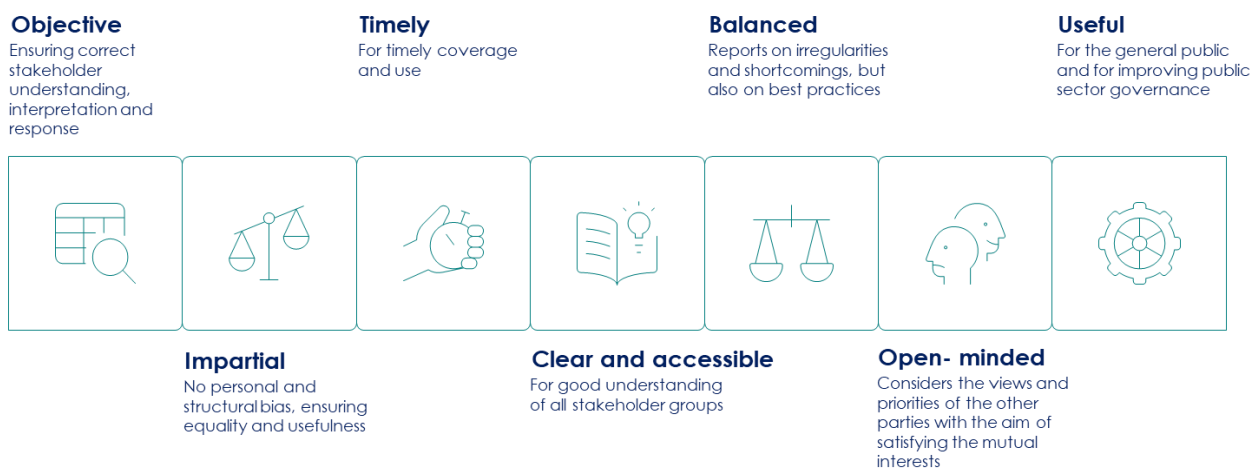 Objective
Ensuring correct
stakeholder
understanding,
interpretation and
response
Timely
For timely coverage
and use
Balanced
Reports on irregularities
and shortcomings, but
also on best practices
Useful
For the general public
and for improving public
sector governance
Impartial
No personal and
structural bias, ensuring
equality and usefulness
Clear and accessible
For good understanding
of all stakeholder groups
Open- minded
Considers the views and
priorities of the other
parties with the aim of
satisfying the mutual
interests